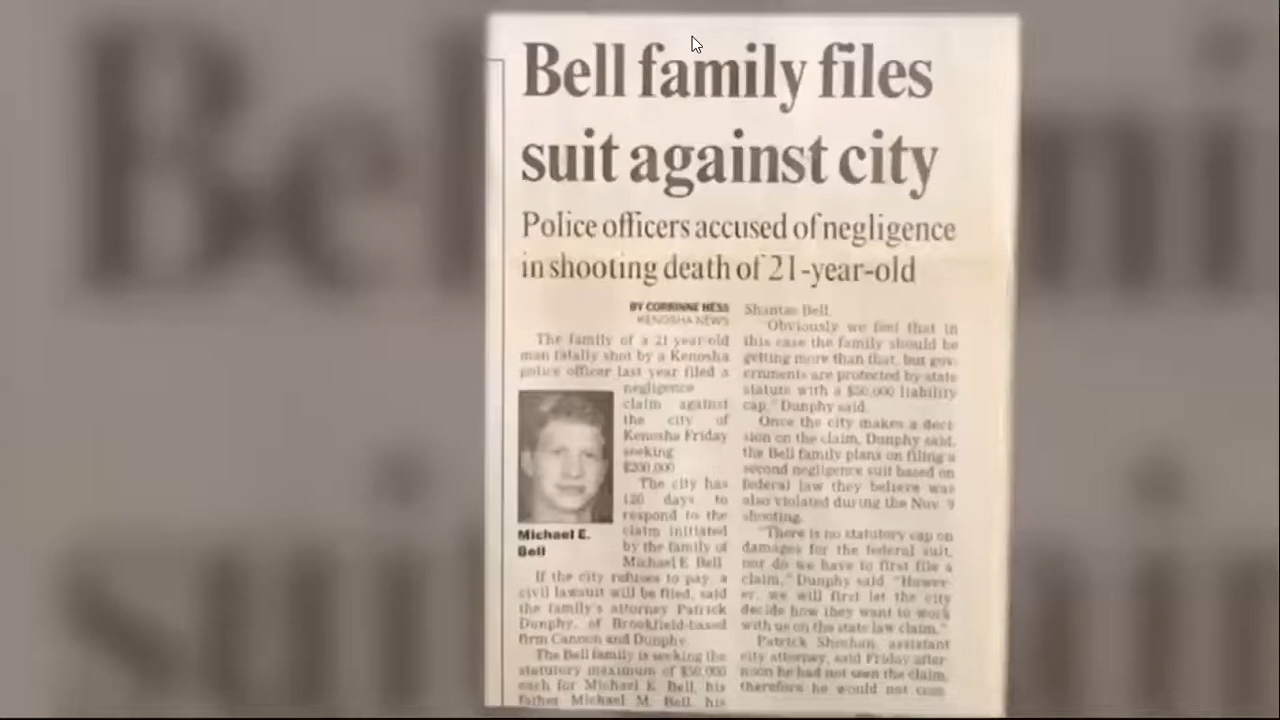 Bell family files
suit against city
Police officers accused of negligence
in shooting death of 21-year-old
BY CORRINNE HESS
KENOSHA NEWS
The family of a 21-year-old
man fatally shot by a Kenosha
police officer last year filed a
negligence
claim against
the city of
Kenosha Friday
seeking
$200,000
The city has
120 days to
respond to the
claim initiated
by the family of
Michael E. Bell.
Michael E.
Bell
If the city refuses to pay, a
civil lawsuit will be filed, said
the family's attorney Patrick
Dunphy, of Brookfield-based
firm Cannon and Dunphy.
The Bell family is seeking the
statutory maximum of $50,000
each for Michael E. Bell, his
father Michael M. Bell, his
Shantae Bell.
"Obviously we feel that in
this case the family should be
getting more than that, but gov-
ernments are protected by state
statute with a $50,000 liability
cap," Dunphy said.
Once the city makes a deci-
sion on the claim, Dunphy said,
the Bell family plans on filing a
second negligence suit based on
federal law they believe was
also violated during the Nov. 9
shooting.
"There is no statutory cap on
damages for the federal suit,
nor do we have to first file a
claim," Dunphy said. "Howev-
er, we will first let the city
decide how they want to work
with us on the state law claim."
Patrick Sheehan, assistant
city attorney, said Friday after-
noon he had not seen the claim,
therefore he would not com-